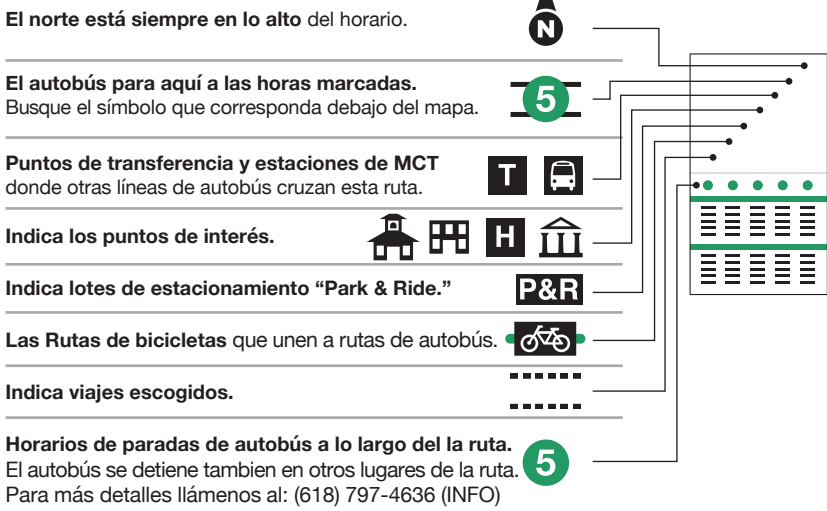 El norte está siempre en lo alto del horario.
N
El autobús para aquí a las horas marcadas.
Busque el símbolo que corresponda debajo del mapa.
5
Puntos de transferencia y estaciones de MCT
donde otras líneas de autobús cruzan esta ruta.
T
Indica los puntos de interés.
H
Indica lotes de estacionamiento “Park & Ride.”
P&R
Las Rutas de bicicletas que unen a rutas de autobús.
Indica viajes escogidos.
Horarios de paradas de autobús a lo largo del la ruta.
El autobús se detiene tambien en otros lugares de la ruta.
5
Para más detalles llámenos al: (618) 797-4636 (INFO)